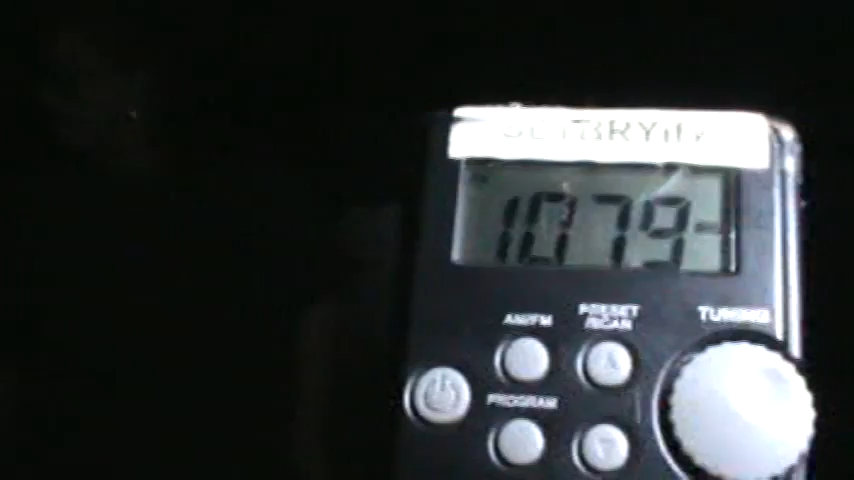 1079
AM/FM
PRESET
/SCAN
TUNING
PROGRAM